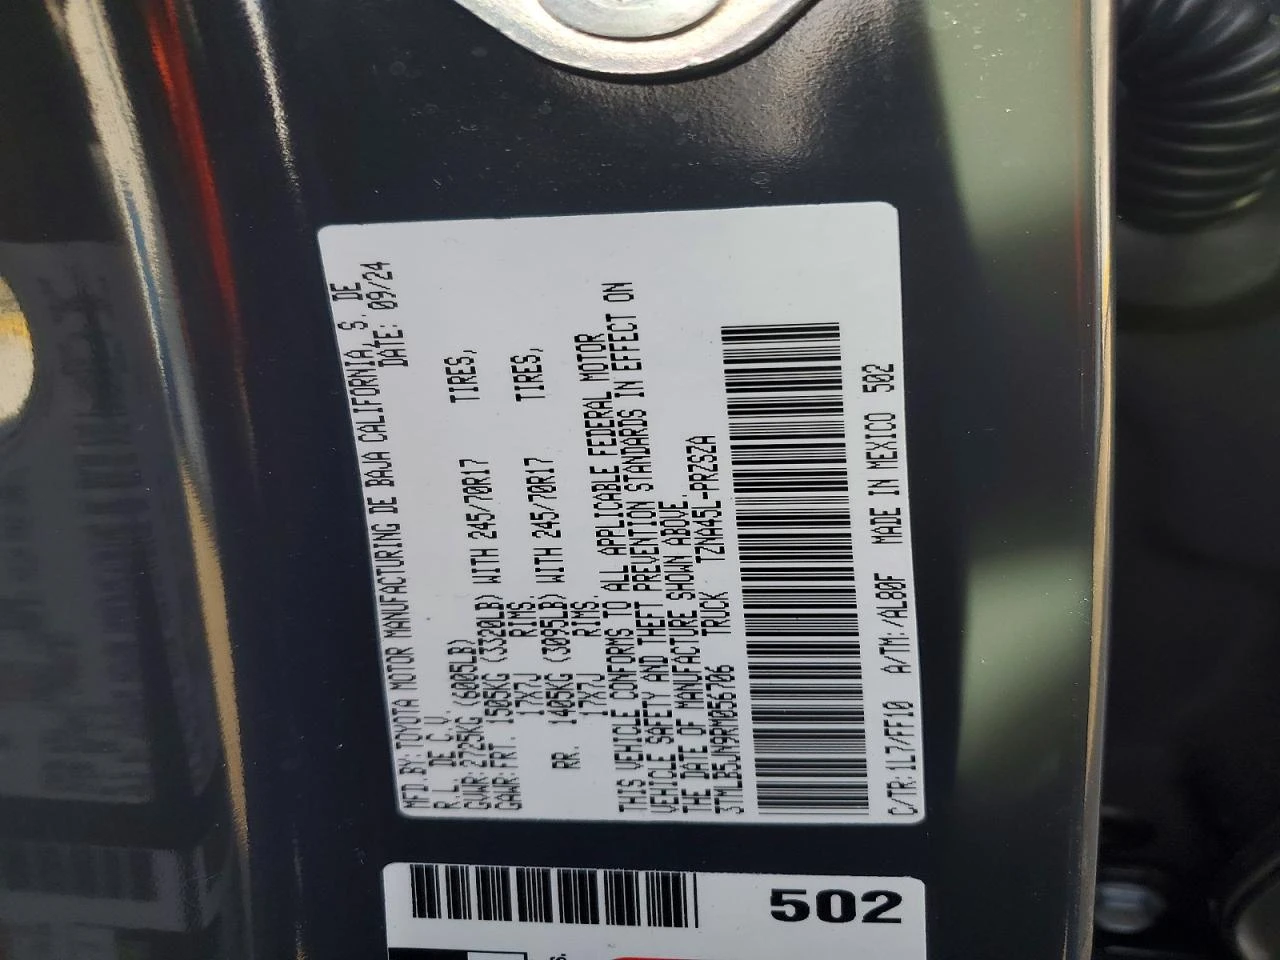 MFD.BY: TOYOTA MOTOR MANUFACTURING DE BAJA CALIFORNIA, S. DE
R.L. DE C.V. DATE: 09/24
GVWR: 2725KG (6005LB)
GAWR: FRT. 1505KG (3320LB) WITH 245/70R17 TIRES,
17X7J RIMS.
RR. 1405KG (3095LB) WITH 245/70R17 TIRES,
17X7J RIMS.
THIS VEHICLE CONFORMS TO ALL APPLICABLE FEDERAL MOTOR
VEHICLE SAFETY AND THEFT PREVENTION STANDARDS IN EFFECT ON
THE DATE OF MANUFACTURE SHOWN ABOVE.
3TMLB5JN9RM056706 TRUCK TZNA45L-PRZSZA
C/TR:1L7/FF10 A/TM:/AL80F MADE IN MEXICO 502
502